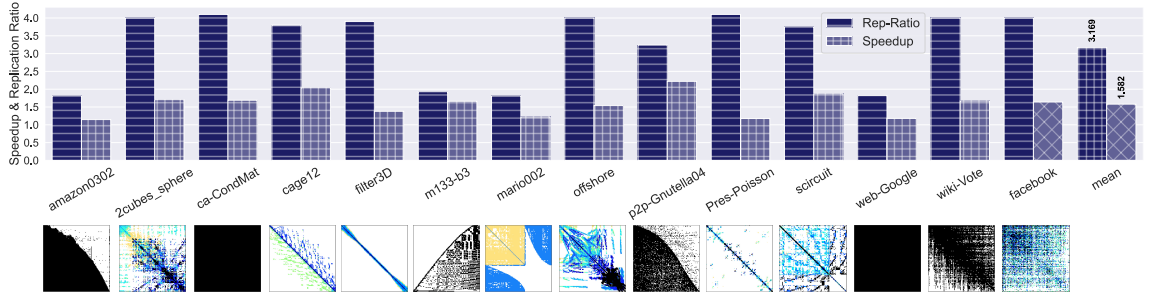 Speedup & Replication Ratio
4.0
3.5
3.0
2.5
2.0
1.5
1.0
0.5
0.0
Rep-Ratio
Speedup
3.169
1.582
amazon0302
2cubes_sphere
ca-CondMat
cage12
filter3D
m133-b3
mario002
offshore
p2p-Gnutella04
Pres-Poisson
scircuit
web-Google
wiki-Vote
facebook
mean